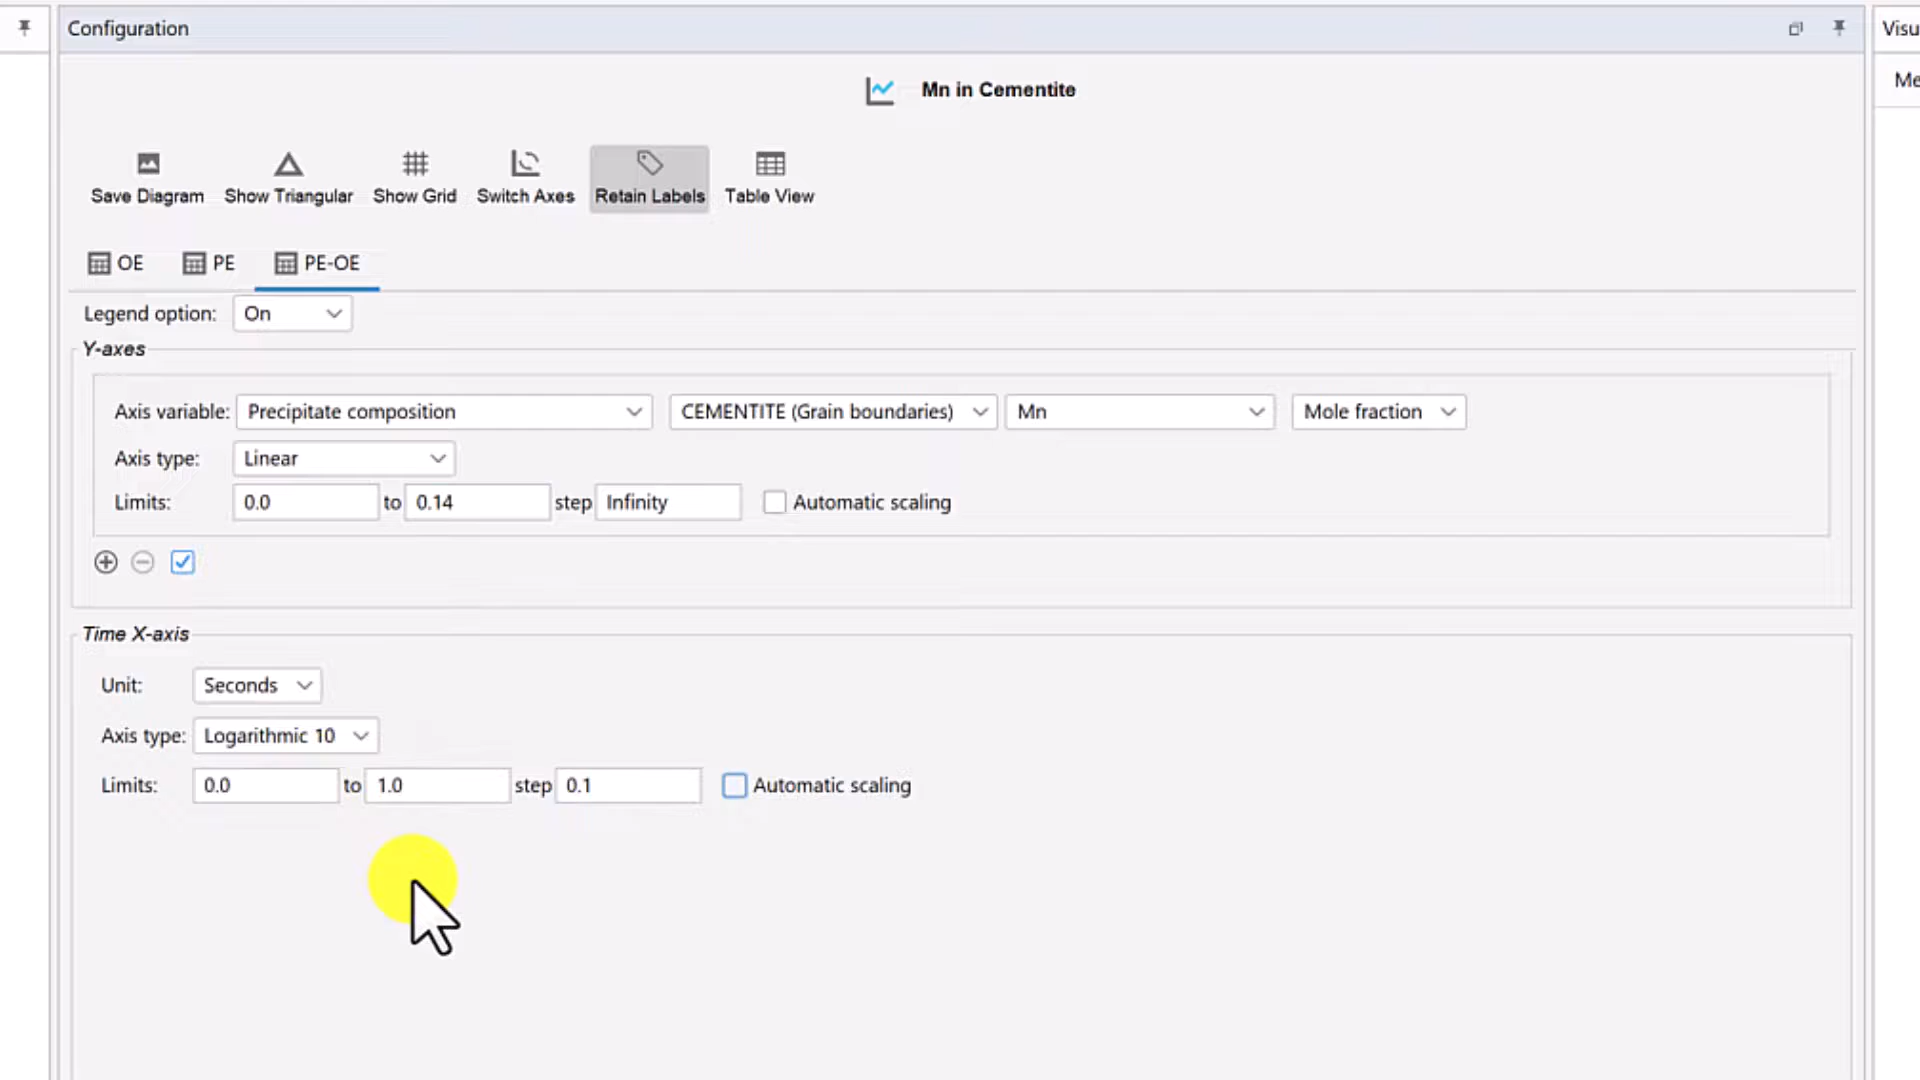 Configuration
Visu
Me
Mn in Cementite
Save Diagram Show Triangular Show Grid Switch Axes Retain Labels Table View
OE PE PE-OE
Legend option: On
Y-axes
Axis variable: Precipitate composition CEMENTITE (Grain boundaries) Mn Mole fraction
Axis type: Linear
Limits: 0.0 to 0.14 step Infinity Automatic scaling
Time X-axis
Unit: Seconds
Axis type: Logarithmic 10
Limits: 0.0 to 1.0 step 0.1 Automatic scaling